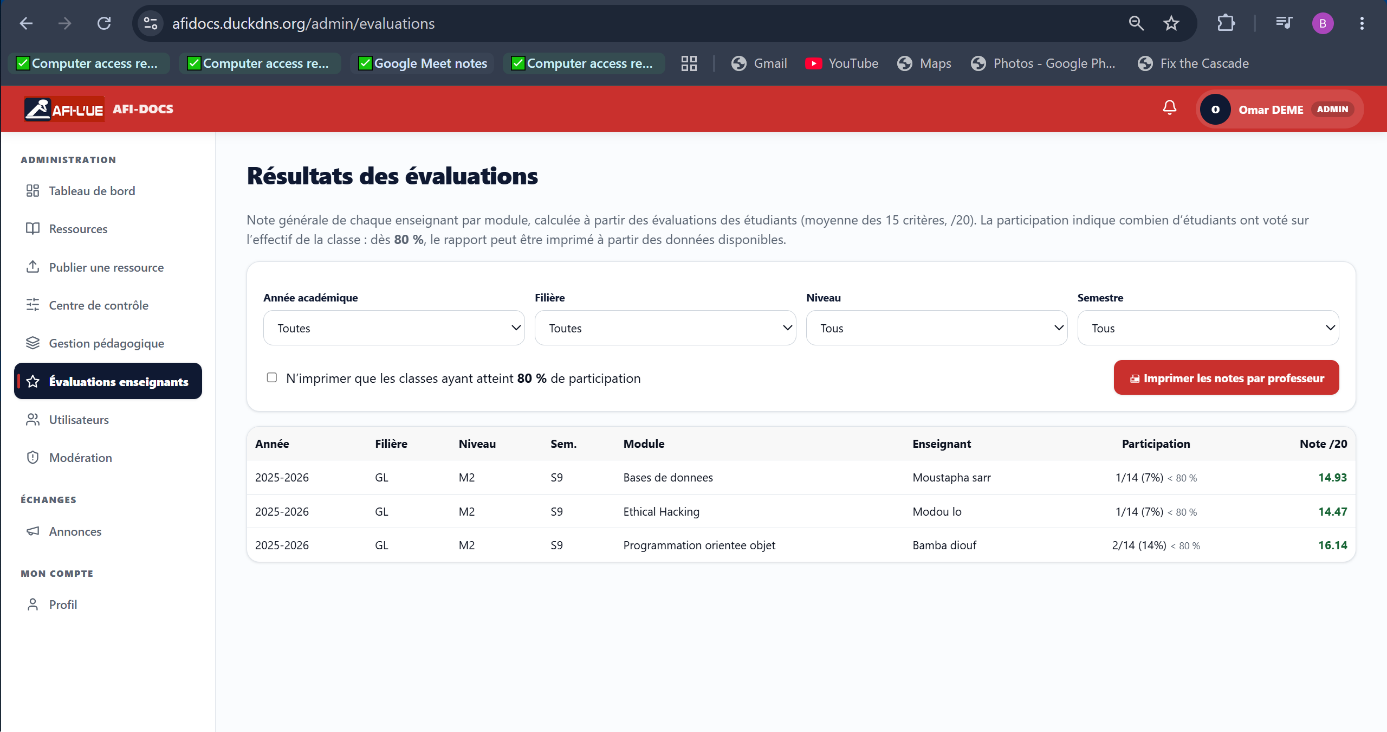 afidocs.duckdns.org/admin/evaluations
B
✅Computer access re...
✅Computer access re...
✅Google Meet notes
✅Computer access re...
Gmail
YouTube
Maps
Photos - Google Ph...
Fix the Cascade
AFI-L'UE
AFI-DOCS
O
Omar DEME
ADMIN
ADMINISTRATION
Tableau de bord
Ressources
Publier une ressource
Centre de contrôle
Gestion pédagogique
Évaluations enseignants
Utilisateurs
Modération
ÉCHANGES
Annonces
MON COMPTE
Profil
Résultats des évaluations
Note générale de chaque enseignant par module, calculée à partir des évaluations des étudiants (moyenne des 15 critères, /20). La participation indique combien d'étudiants ont voté sur
l'effectif de la classe : dès 80 %, le rapport peut être imprimé à partir des données disponibles.
Année académique Filière Niveau Semestre
Toutes Toutes Tous Tous
N'imprimer que les classes ayant atteint 80 % de participation
Imprimer les notes par professeur
Année Filière Niveau Sem. Module Enseignant Participation Note /20
2025-2026 GL M2 S9 Bases de donnees Moustapha sarr 1/14 (7%) < 80 % 14.93
2025-2026 GL M2 S9 Ethical Hacking Modou lo 1/14 (7%) < 80 % 14.47
2025-2026 GL M2 S9 Programmation orientee objet Bamba diouf 2/14 (14%) < 80 % 16.14